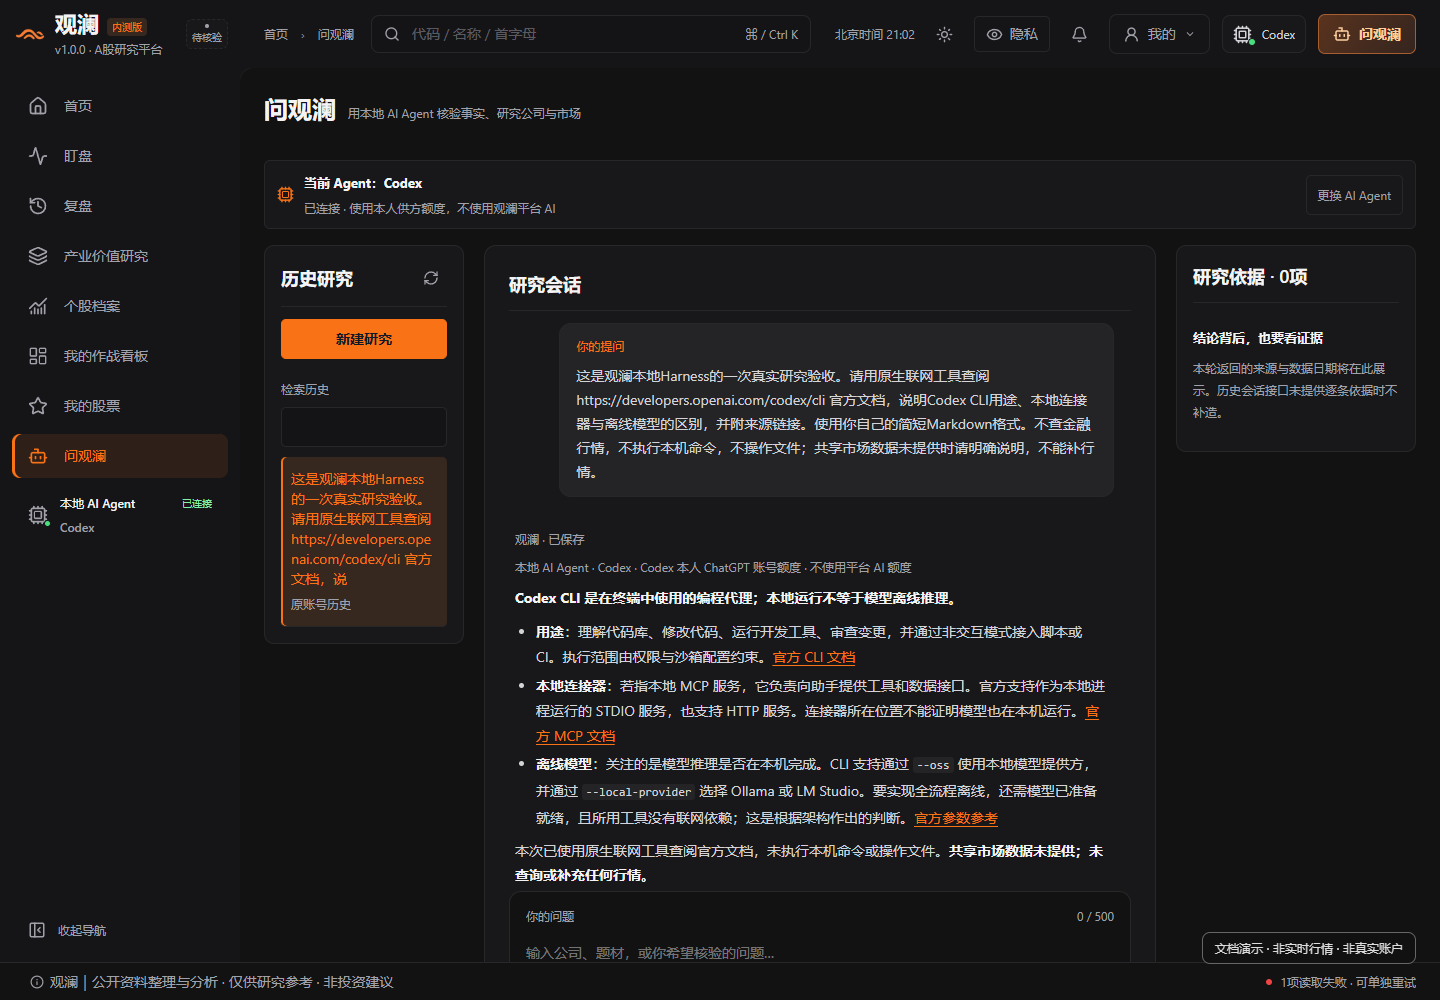 观澜 内测版
v1.0.0 · A股研究平台
待核验
首页 › 问观澜
代码 / 名称 / 首字母
⌘ / Ctrl K
北京时间 21:02
隐私
我的
Codex
问观澜
首页
盯盘
复盘
产业价值研究
个股档案
我的作战看板
我的股票
问观澜
本地 AI Agent 已连接
Codex
收起导航
问观澜 用本地 AI Agent 核验事实、研究公司与市场
当前 Agent：Codex
已连接 · 使用本人供方额度，不使用观澜平台 AI
更换 AI Agent
历史研究
新建研究
检索历史
这是观澜本地Harness
的一次真实研究验收。
请用原生联网工具查阅
https://developers.ope
nai.com/codex/cli 官方
文档，说
原账号历史
研究会话
你的提问
这是观澜本地Harness的一次真实研究验收。请用原生联网工具查阅
https://developers.openai.com/codex/cli 官方文档，说明Codex CLI用途、本地连接
器与离线模型的区别，并附来源链接。使用你自己的简短Markdown格式。不查金融
行情，不执行本机命令，不操作文件；共享市场数据未提供时请明确说明，不能补行
情。
观澜 · 已保存
本地 AI Agent · Codex · Codex 本人 ChatGPT 账号额度 · 不使用平台 AI 额度
Codex CLI 是在终端中使用的编程代理；本地运行不等于模型离线推理。
• 用途：理解代码库、修改代码、运行开发工具、审查变更，并通过非交互模式接入脚本或
CI。执行范围由权限与沙箱配置约束。官方 CLI 文档
• 本地连接器：若指本地 MCP 服务，它负责向助手提供工具和数据接口。官方支持作为本地进
程运行的 STDIO 服务，也支持 HTTP 服务。连接器所在位置不能证明模型也在本机运行。官
方 MCP 文档
• 离线模型：关注的是模型推理是否在本机完成。CLI 支持通过 --oss 使用本地模型提供方，
并通过 --local-provider 选择 Ollama 或 LM Studio。要实现全流程离线，还需模型已准备
就绪，且所用工具没有联网依赖；这是根据架构作出的判断。官方参数参考
本次已使用原生联网工具查阅官方文档，未执行本机命令或操作文件。共享市场数据未提供；未
查询或补充任何行情。
你的问题
0 / 500
输入公司、题材，或你希望核验的问题...
研究依据 · 0项
结论背后，也要看证据
本轮返回的来源与数据日期将在此展
示。历史会话接口未提供逐条依据时不
补造。
文档演示 · 非实时行情 · 非真实账户
观澜 | 公开资料整理与分析 · 仅供研究参考 · 非投资建议
1项读取失败 · 可单独重试